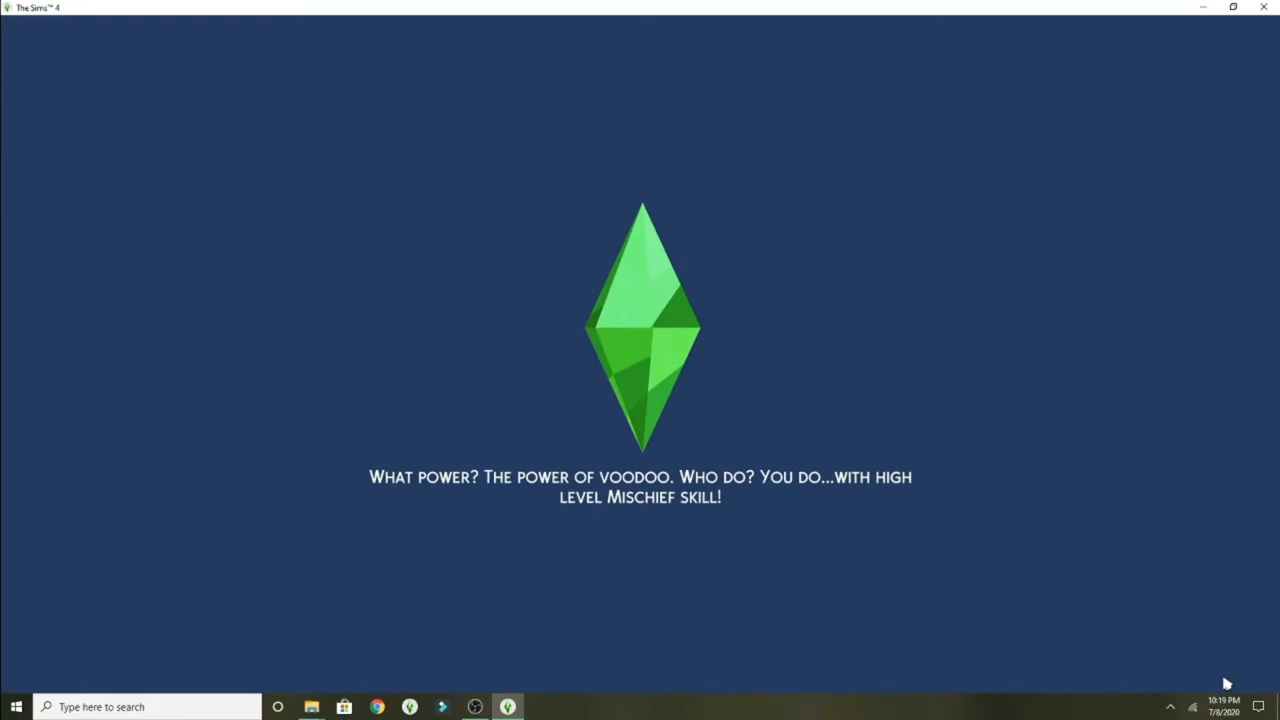 The Sims™ 4
What power? The power of voodoo. Who do? You do...with high
level Mischief skill!
Type here to search
10:19 PM
7/8/2020